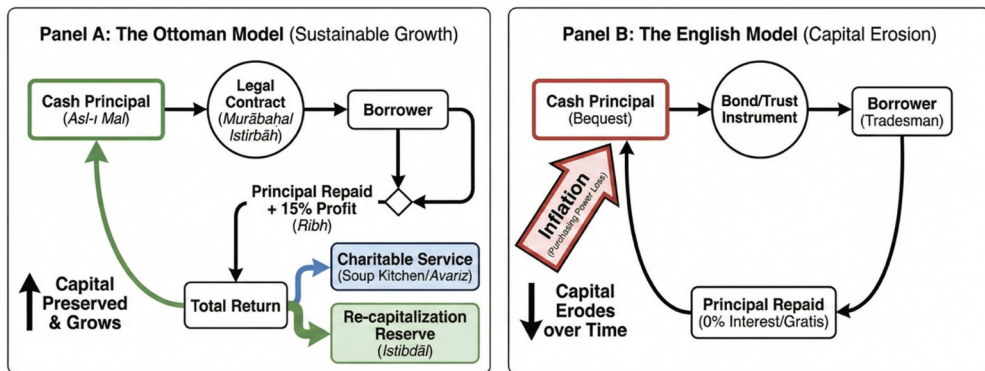 Panel A: The Ottoman Model (Sustainable Growth)
Cash Principal
(Asl-ı Mal)
Legal
Contract
(Murābaḥal
Istirbāh)
Borrower
Principal Repaid
+ 15% Profit
(Ribh)
Capital
Preserved
& Grows
Total Return
Charitable Service
(Soup Kitchen/Avariz)
Re-capitalization
Reserve
(Istibdāl)
Panel B: The English Model (Capital Erosion)
Cash Principal
(Bequest)
Bond/Trust
Instrument
Borrower
(Tradesman)
Inflation
(Purchasing Power Loss)
Capital
Erodes
over Time
Principal Repaid
(0% Interest/Gratis)